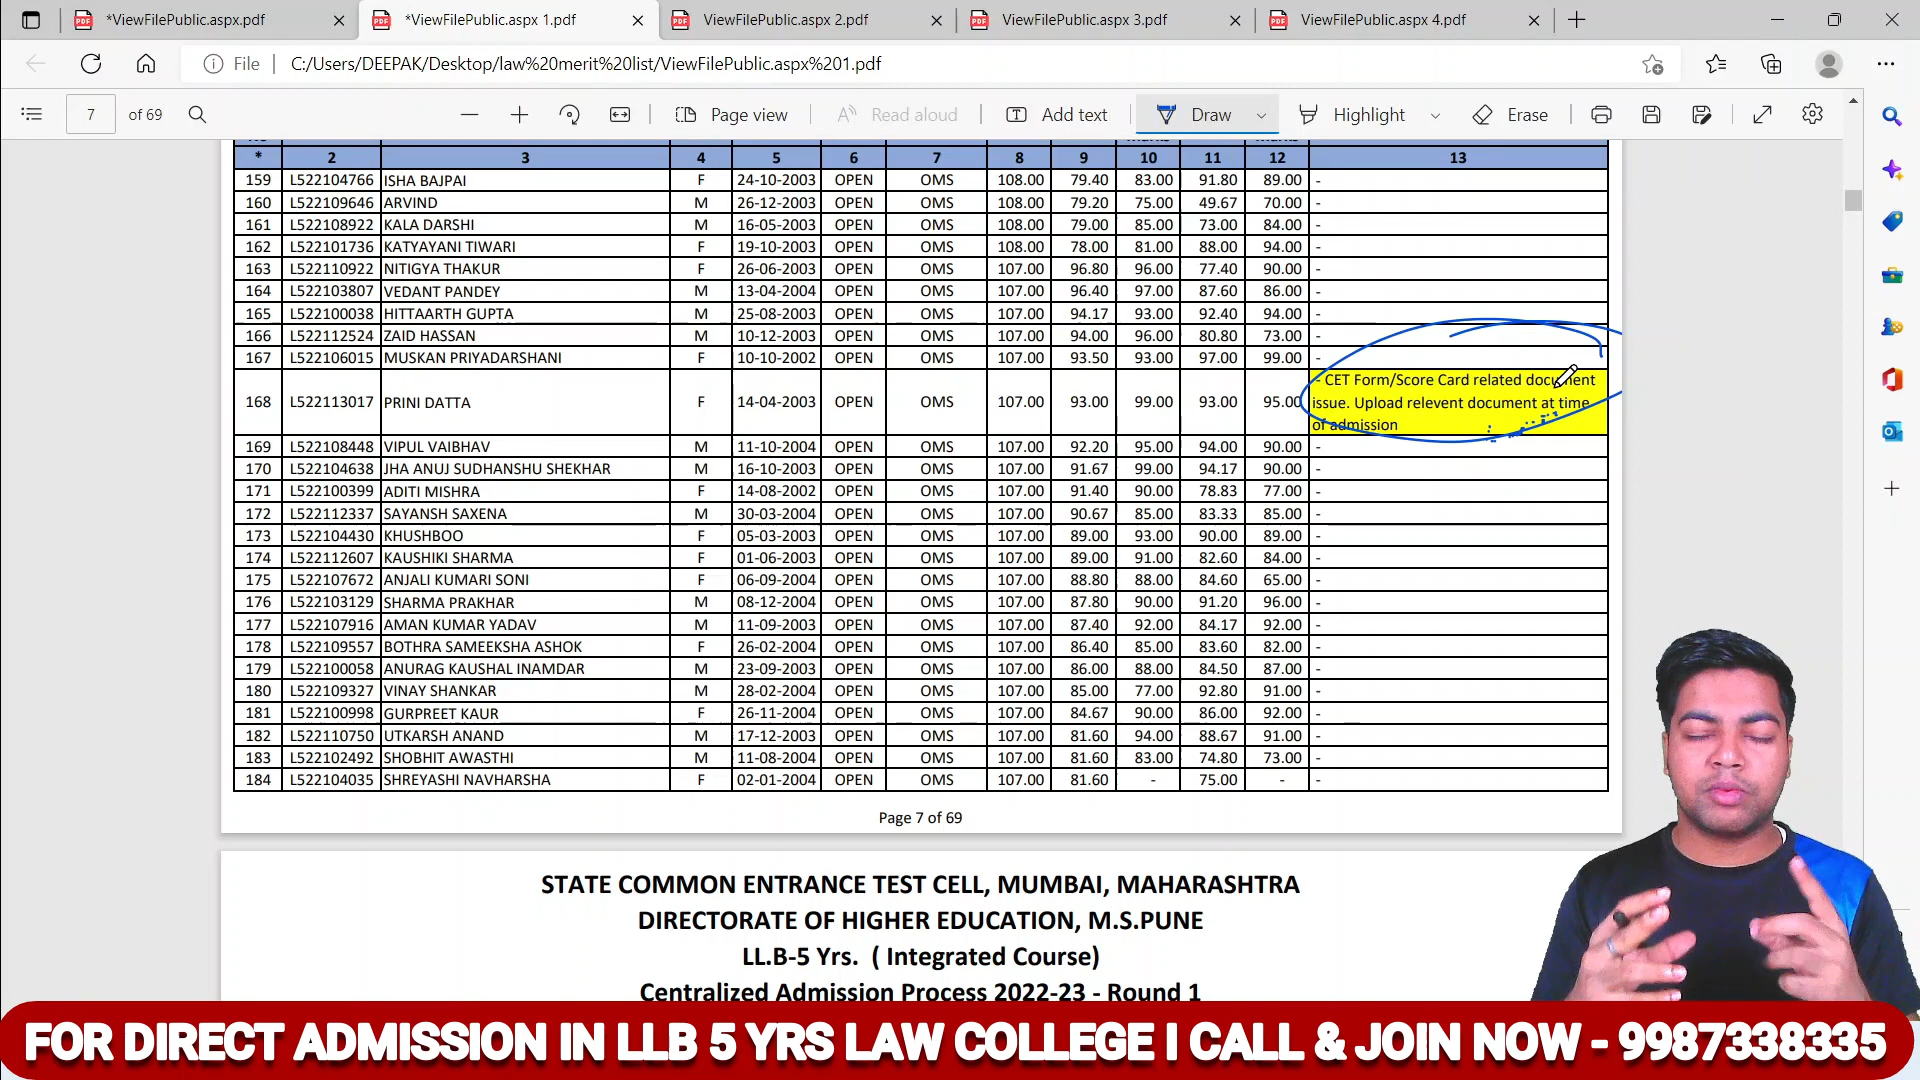 *ViewFilePublic.aspx.pdf
*ViewFilePublic.aspx 1.pdf
ViewFilePublic.aspx 2.pdf
ViewFilePublic.aspx 3.pdf
ViewFilePublic.aspx 4.pdf
File C:/Users/DEEPAK/Desktop/law%20merit%20list/ViewFilePublic.aspx%201.pdf
7 of 69 Page view Read aloud Add text Draw Highlight Erase
* 2 3 4 5 6 7 8 9 10 11 12 13
159 L522104766 ISHA BAJPAI F 24-10-2003 OPEN OMS 108.00 79.40 83.00 91.80 89.00 -
160 L522109646 ARVIND M 26-12-2003 OPEN OMS 108.00 79.20 75.00 49.67 70.00 -
161 L522108922 KALA DARSHI M 16-05-2003 OPEN OMS 108.00 79.00 85.00 73.00 84.00 -
162 L522101736 KATYAYANI TIWARI F 19-10-2003 OPEN OMS 108.00 78.00 81.00 88.00 94.00 -
163 L522110922 NITIGYA THAKUR F 26-06-2003 OPEN OMS 107.00 96.80 96.00 77.40 90.00 -
164 L522103807 VEDANT PANDEY M 13-04-2004 OPEN OMS 107.00 96.40 97.00 87.60 86.00 -
165 L522100038 HITTAARTH GUPTA M 25-08-2003 OPEN OMS 107.00 94.17 93.00 92.40 94.00 -
166 L522112524 ZAID HASSAN M 10-12-2003 OPEN OMS 107.00 94.00 96.00 80.80 73.00 -
167 L522106015 MUSKAN PRIYADARSHANI F 10-10-2002 OPEN OMS 107.00 93.50 93.00 97.00 99.00 -
168 L522113017 PRINI DATTA F 14-04-2003 OPEN OMS 107.00 93.00 99.00 93.00 95.00 - CET Form/Score Card related document
issue. Upload relevent document at time
of admission
169 L522108448 VIPUL VAIBHAV M 11-10-2004 OPEN OMS 107.00 92.20 95.00 94.00 90.00 -
170 L522104638 JHA ANUJ SUDHANSHU SHEKHAR M 16-10-2003 OPEN OMS 107.00 91.67 99.00 94.17 90.00 -
171 L522100399 ADITI MISHRA F 14-08-2002 OPEN OMS 107.00 91.40 90.00 78.83 77.00 -
172 L522112337 SAYANSH SAXENA M 30-03-2004 OPEN OMS 107.00 90.67 85.00 83.33 85.00 -
173 L522104430 KHUSHBOO F 05-03-2003 OPEN OMS 107.00 89.00 93.00 90.00 89.00 -
174 L522112607 KAUSHIKI SHARMA F 01-06-2003 OPEN OMS 107.00 89.00 91.00 82.60 84.00 -
175 L522107672 ANJALI KUMARI SONI F 06-09-2004 OPEN OMS 107.00 88.80 88.00 84.60 65.00 -
176 L522103129 SHARMA PRAKHAR M 08-12-2004 OPEN OMS 107.00 87.80 90.00 91.20 96.00 -
177 L522107916 AMAN KUMAR YADAV M 11-09-2003 OPEN OMS 107.00 87.40 92.00 84.17 92.00 -
178 L522109557 BOTHRA SAMEEKSHA ASHOK F 26-02-2004 OPEN OMS 107.00 86.40 85.00 83.60 82.00 -
179 L522100058 ANURAG KAUSHAL INAMDAR M 23-09-2003 OPEN OMS 107.00 86.00 88.00 84.50 87.00 -
180 L522109327 VINAY SHANKAR M 28-02-2004 OPEN OMS 107.00 85.00 77.00 92.80 91.00 -
181 L522100998 GURPREET KAUR F 26-11-2004 OPEN OMS 107.00 84.67 90.00 86.00 92.00 -
182 L522110750 UTKARSH ANAND M 17-12-2003 OPEN OMS 107.00 81.60 94.00 88.67 91.00 -
183 L522102492 SHOBHIT AWASTHI M 11-08-2004 OPEN OMS 107.00 81.60 83.00 74.80 73.00 -
184 L522104035 SHREYASHI NAVHARSHA F 02-01-2004 OPEN OMS 107.00 81.60 - 75.00 - -
Page 7 of 69
STATE COMMON ENTRANCE TEST CELL, MUMBAI, MAHARASHTRA
DIRECTORATE OF HIGHER EDUCATION, M.S.PUNE
LL.B-5 Yrs. ( Integrated Course)
Centralized Admission Process 2022-23 - Round 1
FOR DIRECT ADMISSION IN LLB 5 YRS LAW COLLEGE I CALL & JOIN NOW - 9987338335